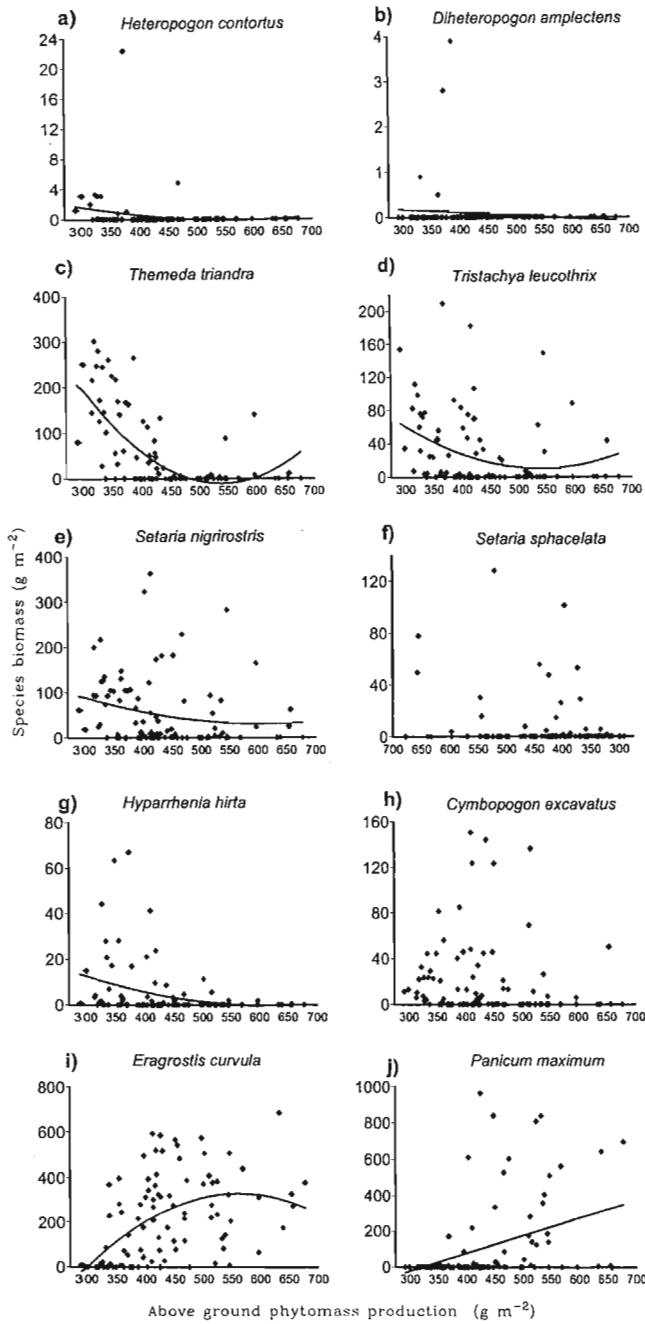 a) Heteropogon contortus
24
20
16
12
8
4
0
300 350 400 450 500 550 600 650 700
b) Diheteropogon amplectens
4
3
2
1
0
300 350 400 450 500 550 600 650 700
c) Themeda triandra
400
300
200
100
0
300 350 400 450 500 550 600 650 700
d) Tristachya leucothrix
200
160
120
80
40
0
300 350 400 450 500 550 600 650 700
Species biomass (g m⁻²)
e) Setaria nigrirostris
400
300
200
100
0
300 350 400 450 500 550 600 650 700
f) Setaria sphacelata
120
80
40
0
700 650 600 550 500 450 400 350 300
g) Hyparrhenia hirta
80
60
40
20
0
300 350 400 450 500 550 600 650 700
h) Cymbopogon excavatus
160
120
80
40
0
300 350 400 450 500 550 600 650 700
i) Eragrostis curvula
800
600
400
200
0
300 350 400 450 500 550 600 650 700
j) Panicum maximum
1000
800
600
400
200
0
300 350 400 450 500 550 600 650 700
Above ground phytomass production (g m⁻²)